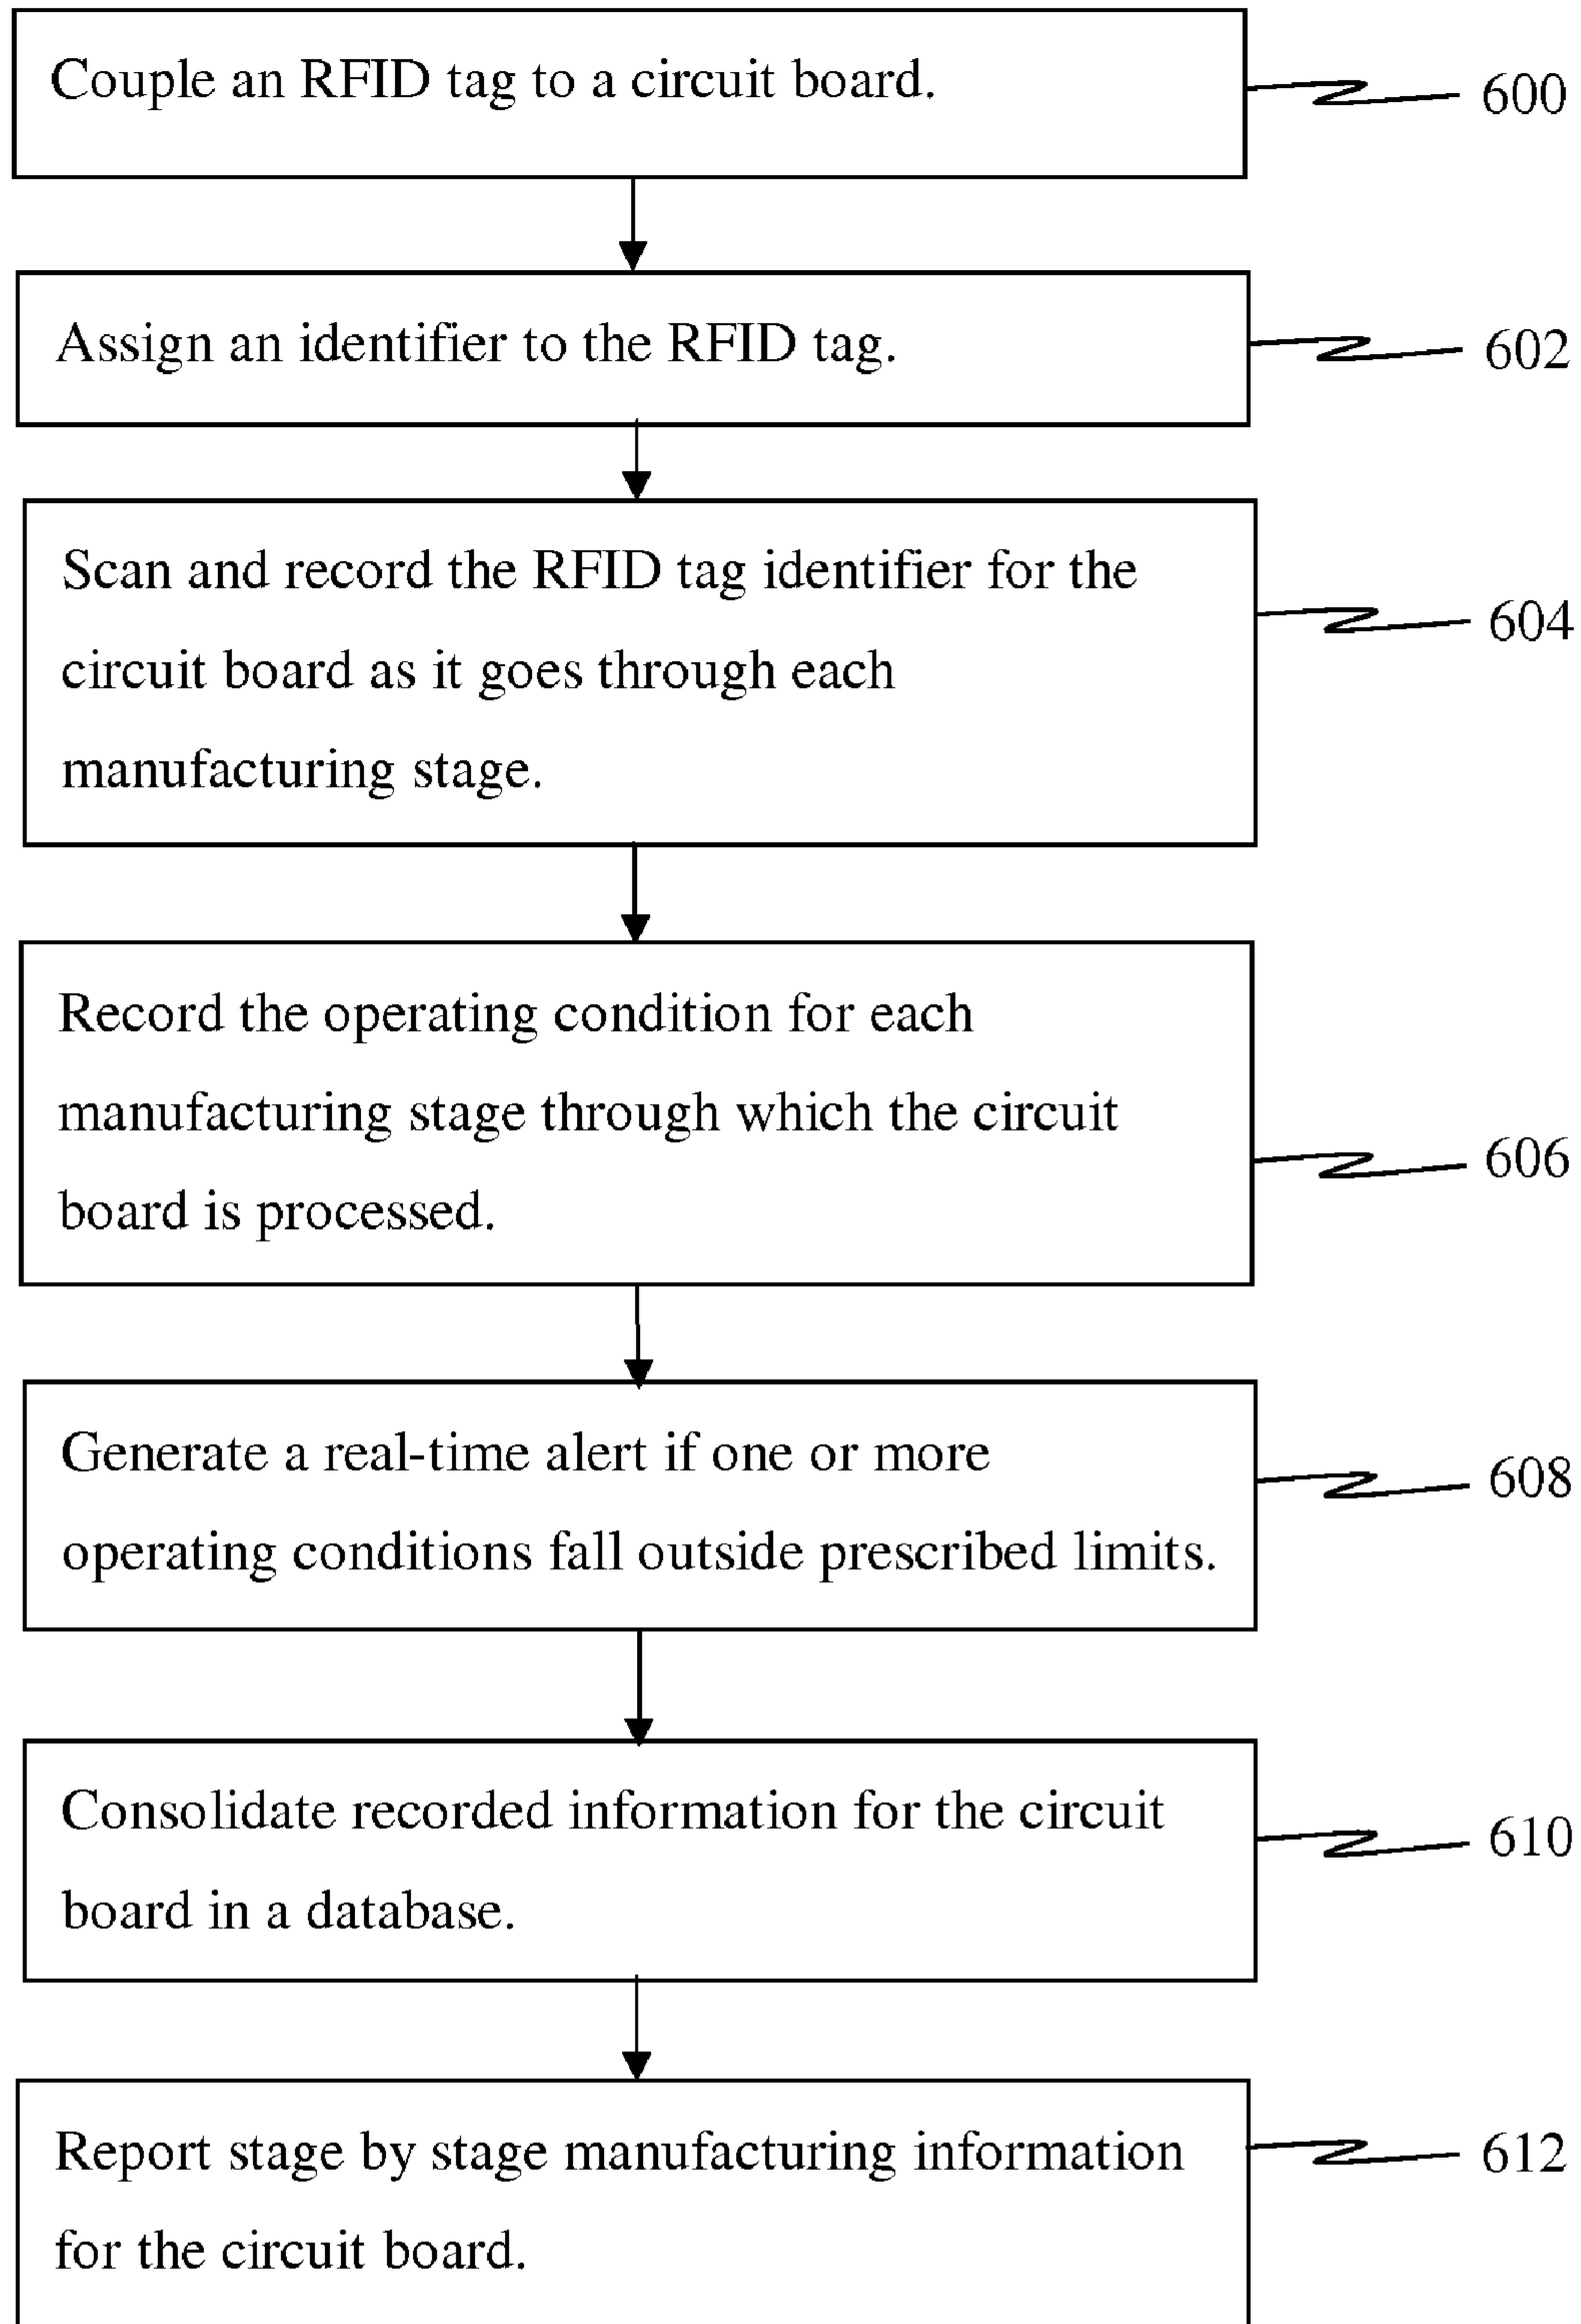 Couple an RFID tag to a circuit board.
600
Assign an identifier to the RFID tag.
602
Scan and record the RFID tag identifier for the
circuit board as it goes through each
manufacturing stage.
604
Record the operating condition for each
manufacturing stage through which the circuit
board is processed.
606
Generate a real-time alert if one or more
operating conditions fall outside prescribed limits.
608
Consolidate recorded information for the circuit
board in a database.
610
Report stage by stage manufacturing information
for the circuit board.
612